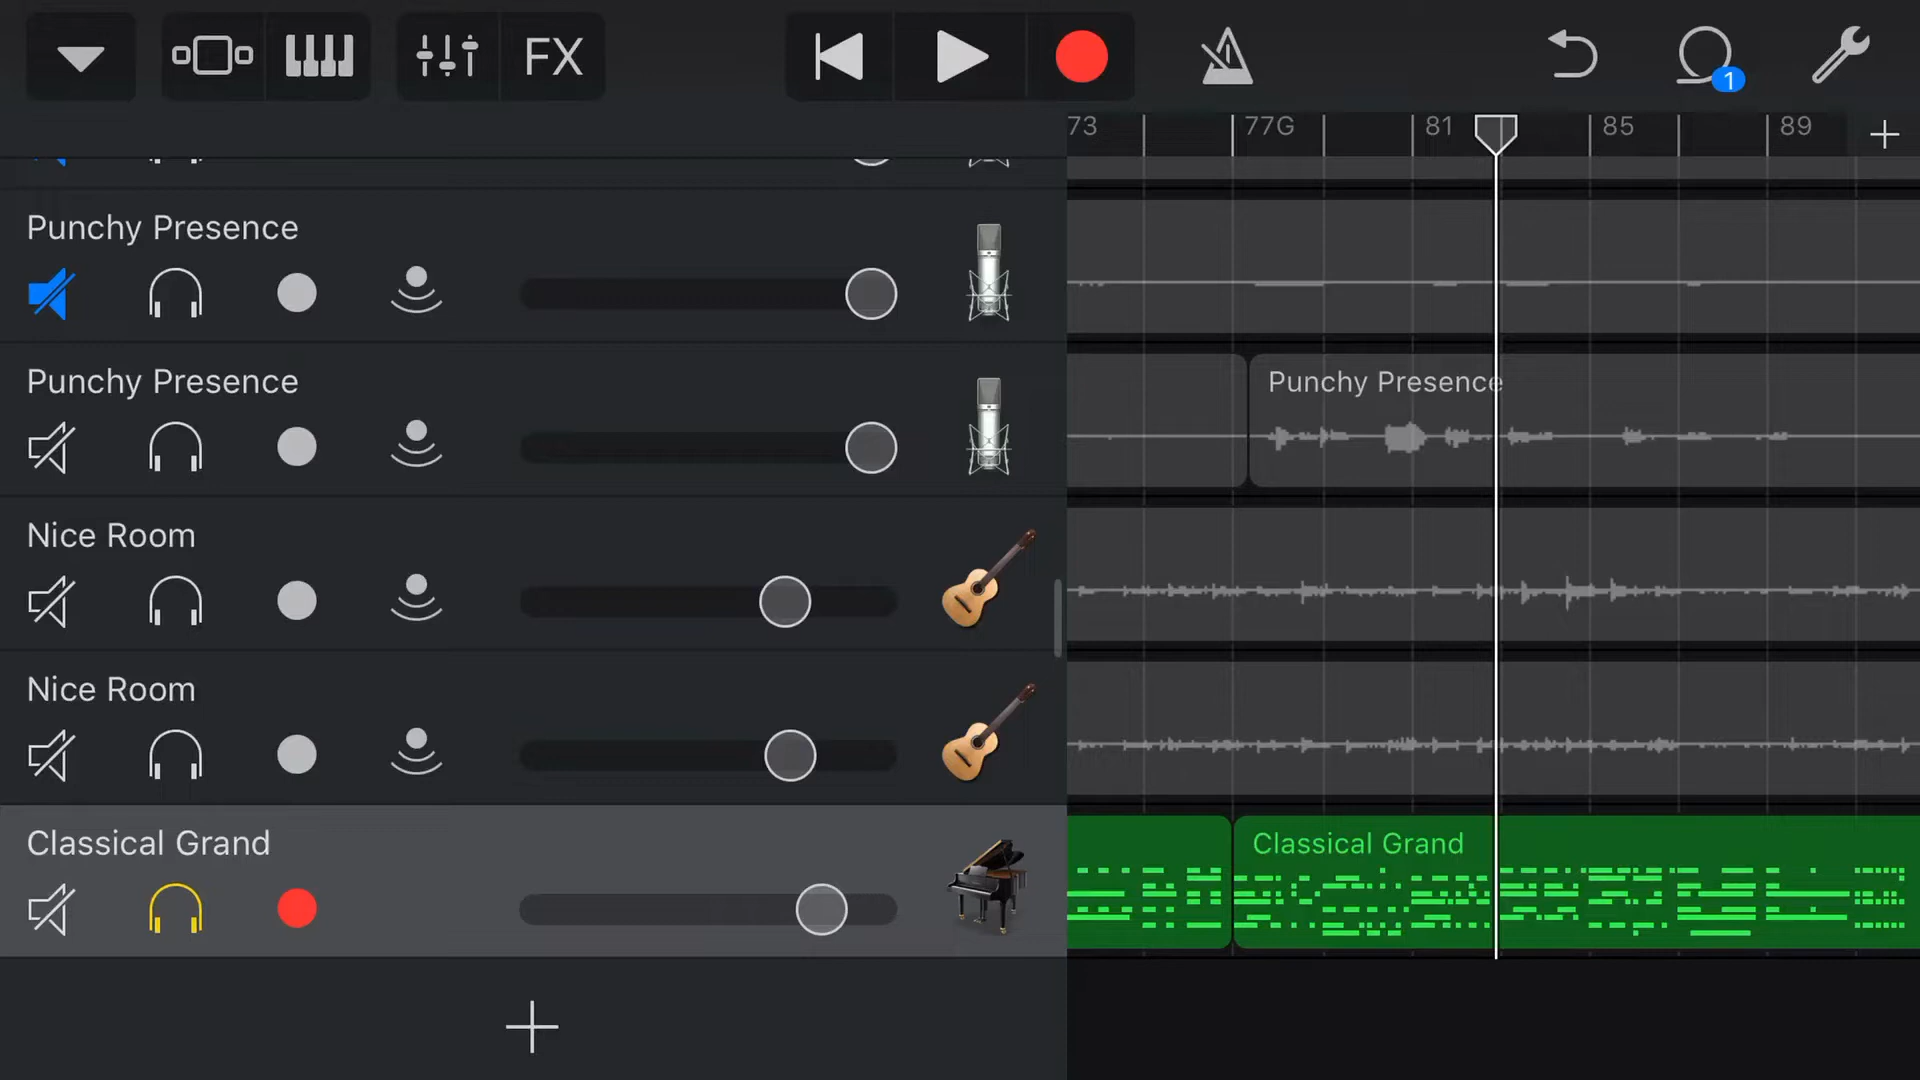 FX
1
73 77G 81 85 89
Punchy Presence
Punchy Presence
Punchy Presence
Nice Room
Nice Room
Classical Grand
Classical Grand